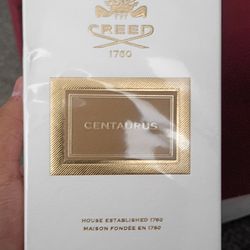 CREED
1760
CENTAURUS
HOUSE ESTABLISHED 1760
MAISON FONDÉE EN 1760